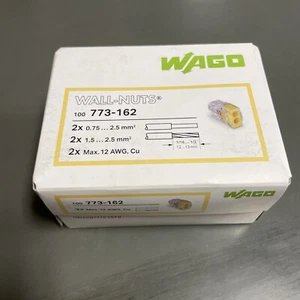 WAGO
WALL-NUTS®
100 773-162
2x 0.75 ... 2.5 mm²
2x 1.5 ... 2.5 mm²
2x Max. 12 AWG, Cu
WAGO
100 773-162